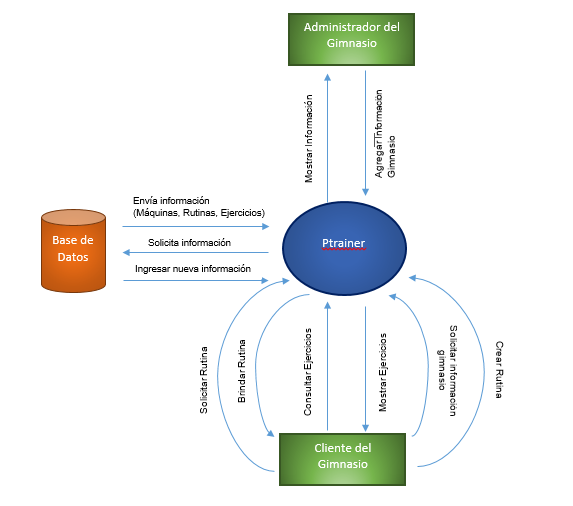 Administrador del
Gimnasio
Mostrar Información
Agregar Información
Gimnasio
Envía información
(Máquinas, Rutinas, Ejercicios)
Base de
Datos
Solicita información
Ptrainer
Ingresar nueva información
Solicitar Rutina
Brindar Rutina
Consultar Ejercicios
Mostrar Ejercicios
Solicitar información
gimnasio
Crear Rutina
Cliente del
Gimnasio